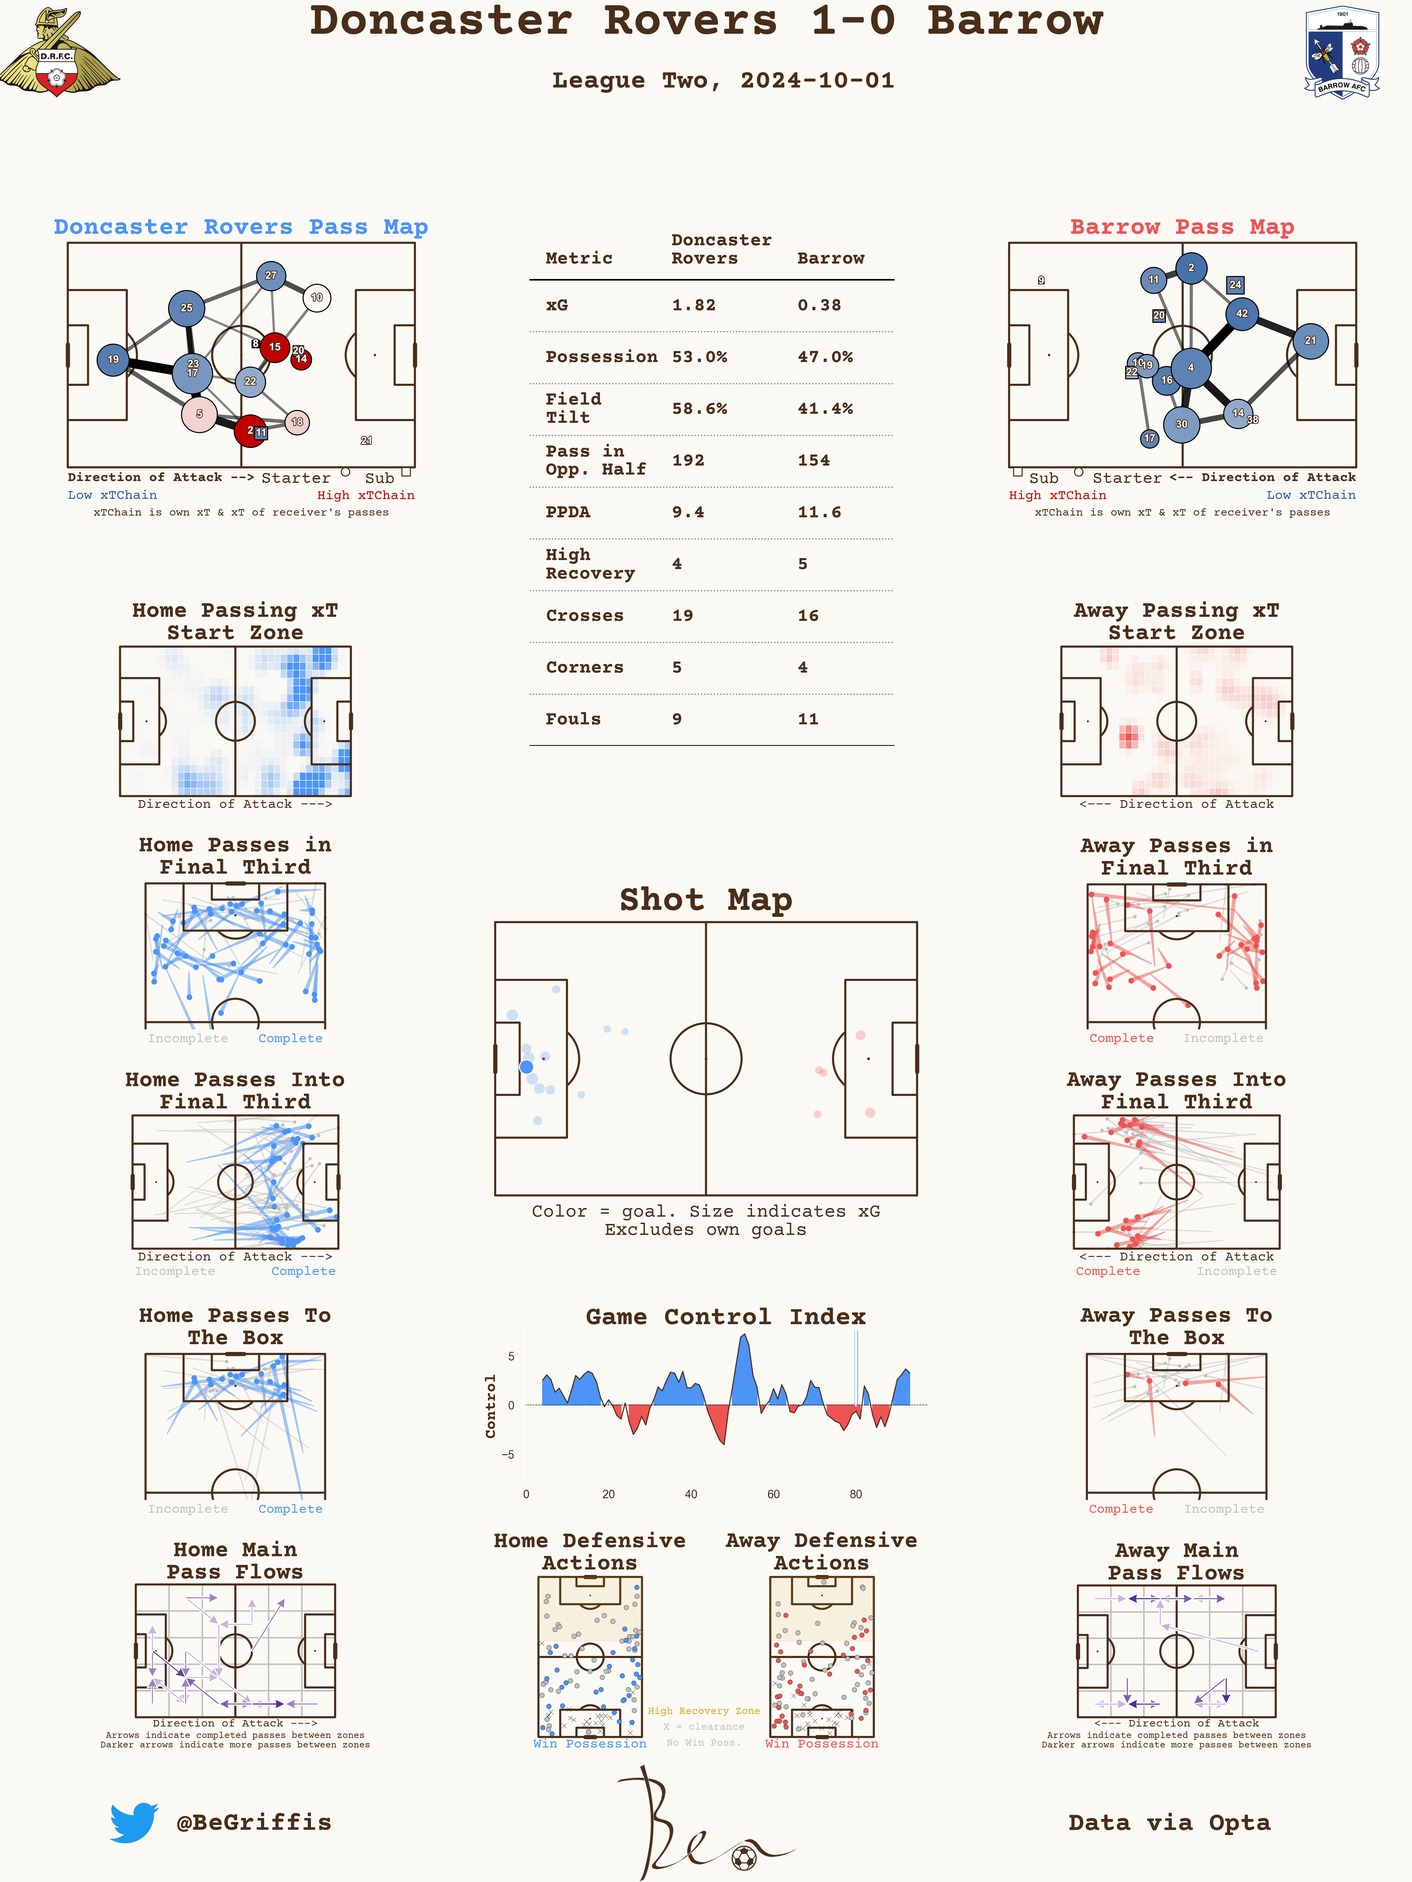 Doncaster Rovers 1-0 Barrow
League Two, 2024-10-01
D.R.F.C.
1901
BARROW AFC
Doncaster Rovers Pass Map
27
10
25
8
15
20
14
19
23
17
22
5
2
11
18
21
Direction of Attack --> Starter Sub
Low xTChain High xTChain
xTChain is own xT & xT of receiver's passes
Metric Doncaster Rovers Barrow
xG 1.82 0.38
Possession 53.0% 47.0%
Field Tilt 58.6% 41.4%
Pass in Opp. Half 192 154
PPDA 9.4 11.6
High Recovery 4 5
Crosses 19 16
Corners 5 4
Fouls 9 11
Barrow Pass Map
9
11
2
24
20
42
21
10
19
22
16
4
14
38
30
17
Sub Starter <-- Direction of Attack
High xTChain Low xTChain
xTChain is own xT & xT of receiver's passes
Home Passing xT
Start Zone
Direction of Attack --->
Away Passing xT
Start Zone
<--- Direction of Attack
Home Passes in
Final Third
Incomplete Complete
Away Passes in
Final Third
Complete Incomplete
Shot Map
Color = goal. Size indicates xG
Excludes own goals
Home Passes Into
Final Third
Direction of Attack --->
Incomplete Complete
Away Passes Into
Final Third
<--- Direction of Attack
Complete Incomplete
Home Passes To
The Box
Incomplete Complete
Game Control Index
Control
5
0
−5
0 20 40 60 80
Away Passes To
The Box
Complete Incomplete
Home Main
Pass Flows
Direction of Attack --->
Arrows indicate completed passes between zones
Darker arrows indicate more passes between zones
Home Defensive
Actions
Win Possession
Away Defensive
Actions
Win Possession
High Recovery Zone
X = clearance
No Win Poss.
Away Main
Pass Flows
<--- Direction of Attack
Arrows indicate completed passes between zones
Darker arrows indicate more passes between zones
@BeGriffis
Ben
Data via Opta